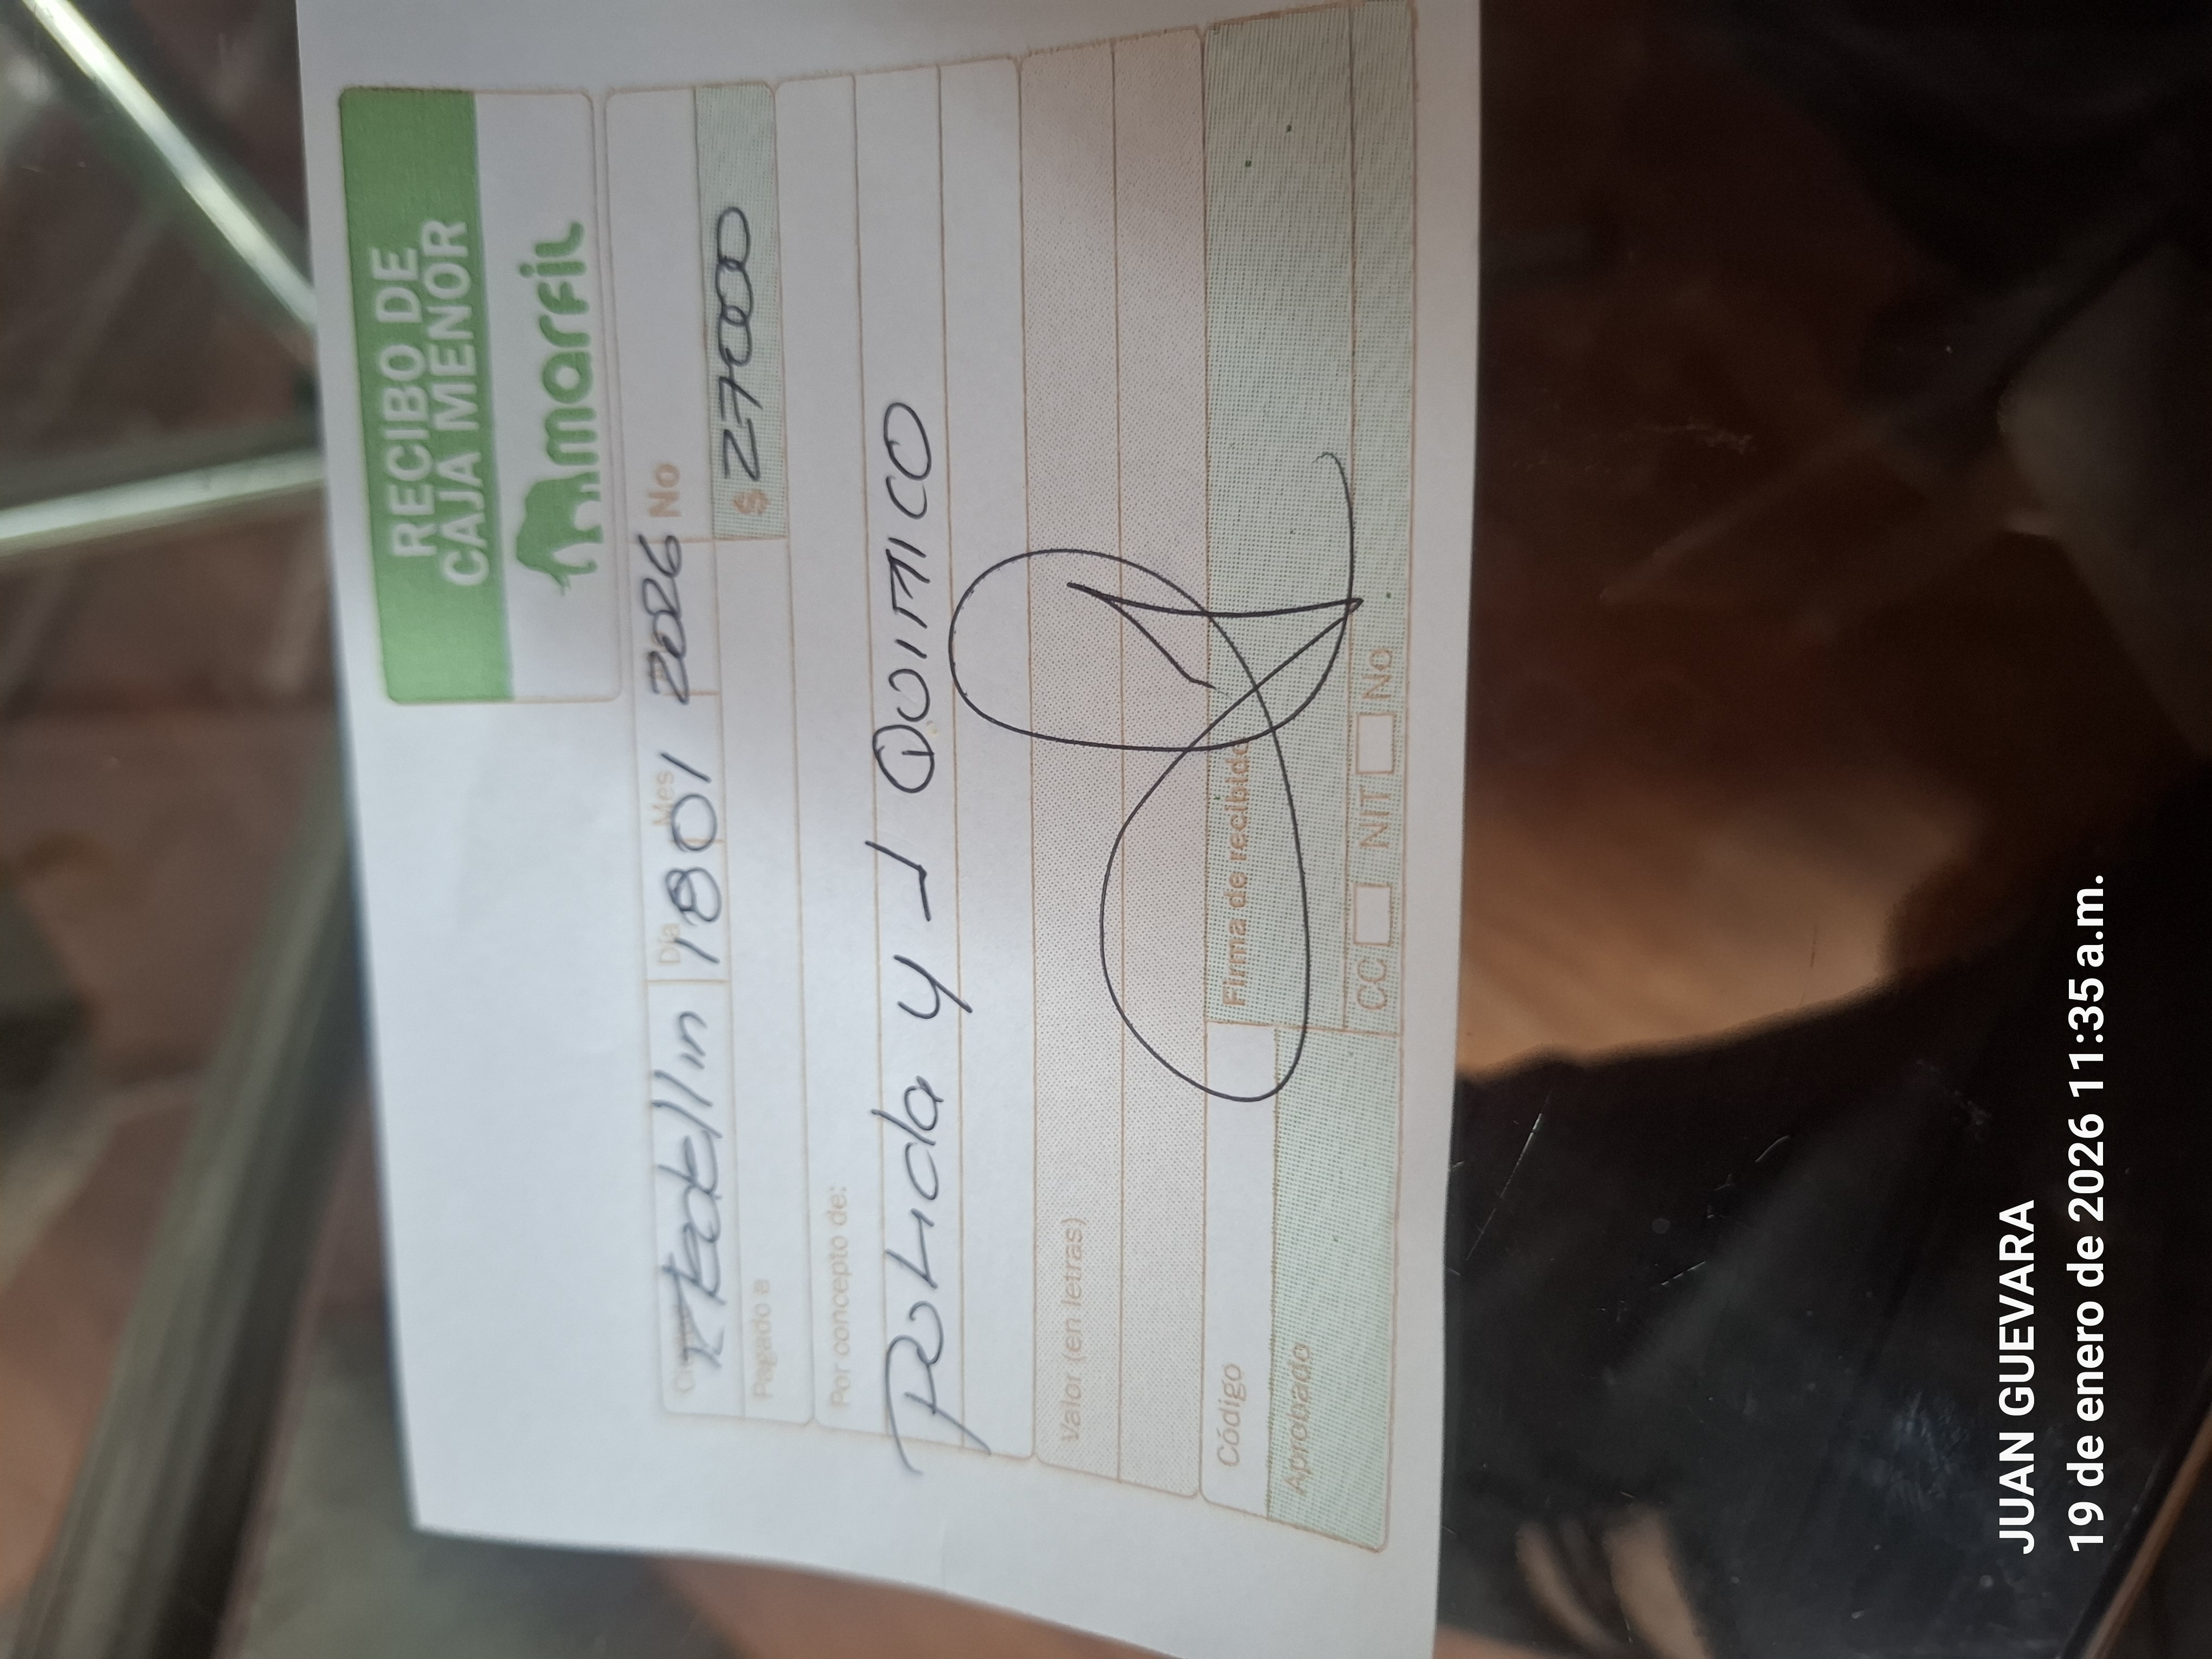 RECIBO DE
CAJA MENOR
marfil
Medellin Día 18 Mes 01 2026 No
Pagado a $ 27000
Por concepto de:
Polida y 1 Quimico
Valor (en letras)
Código Firma de recibido
Aprobado
CC NIT No
JUAN GUEVARA
19 de enero de 2026 11:35 a.m.